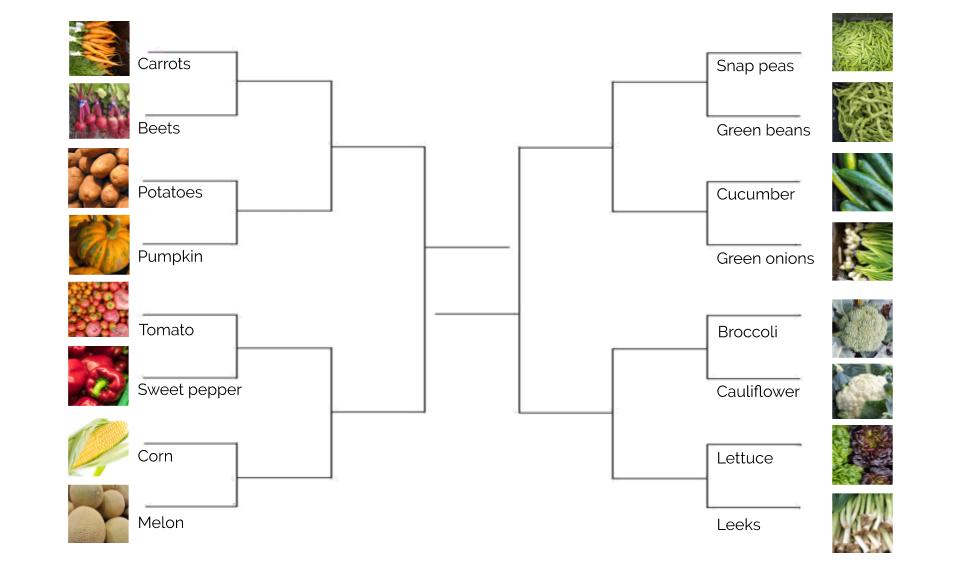 Carrots
Beets
Potatoes
Pumpkin
Tomato
Sweet pepper
Corn
Melon
Snap peas
Green beans
Cucumber
Green onions
Broccoli
Cauliflower
Lettuce
Leeks